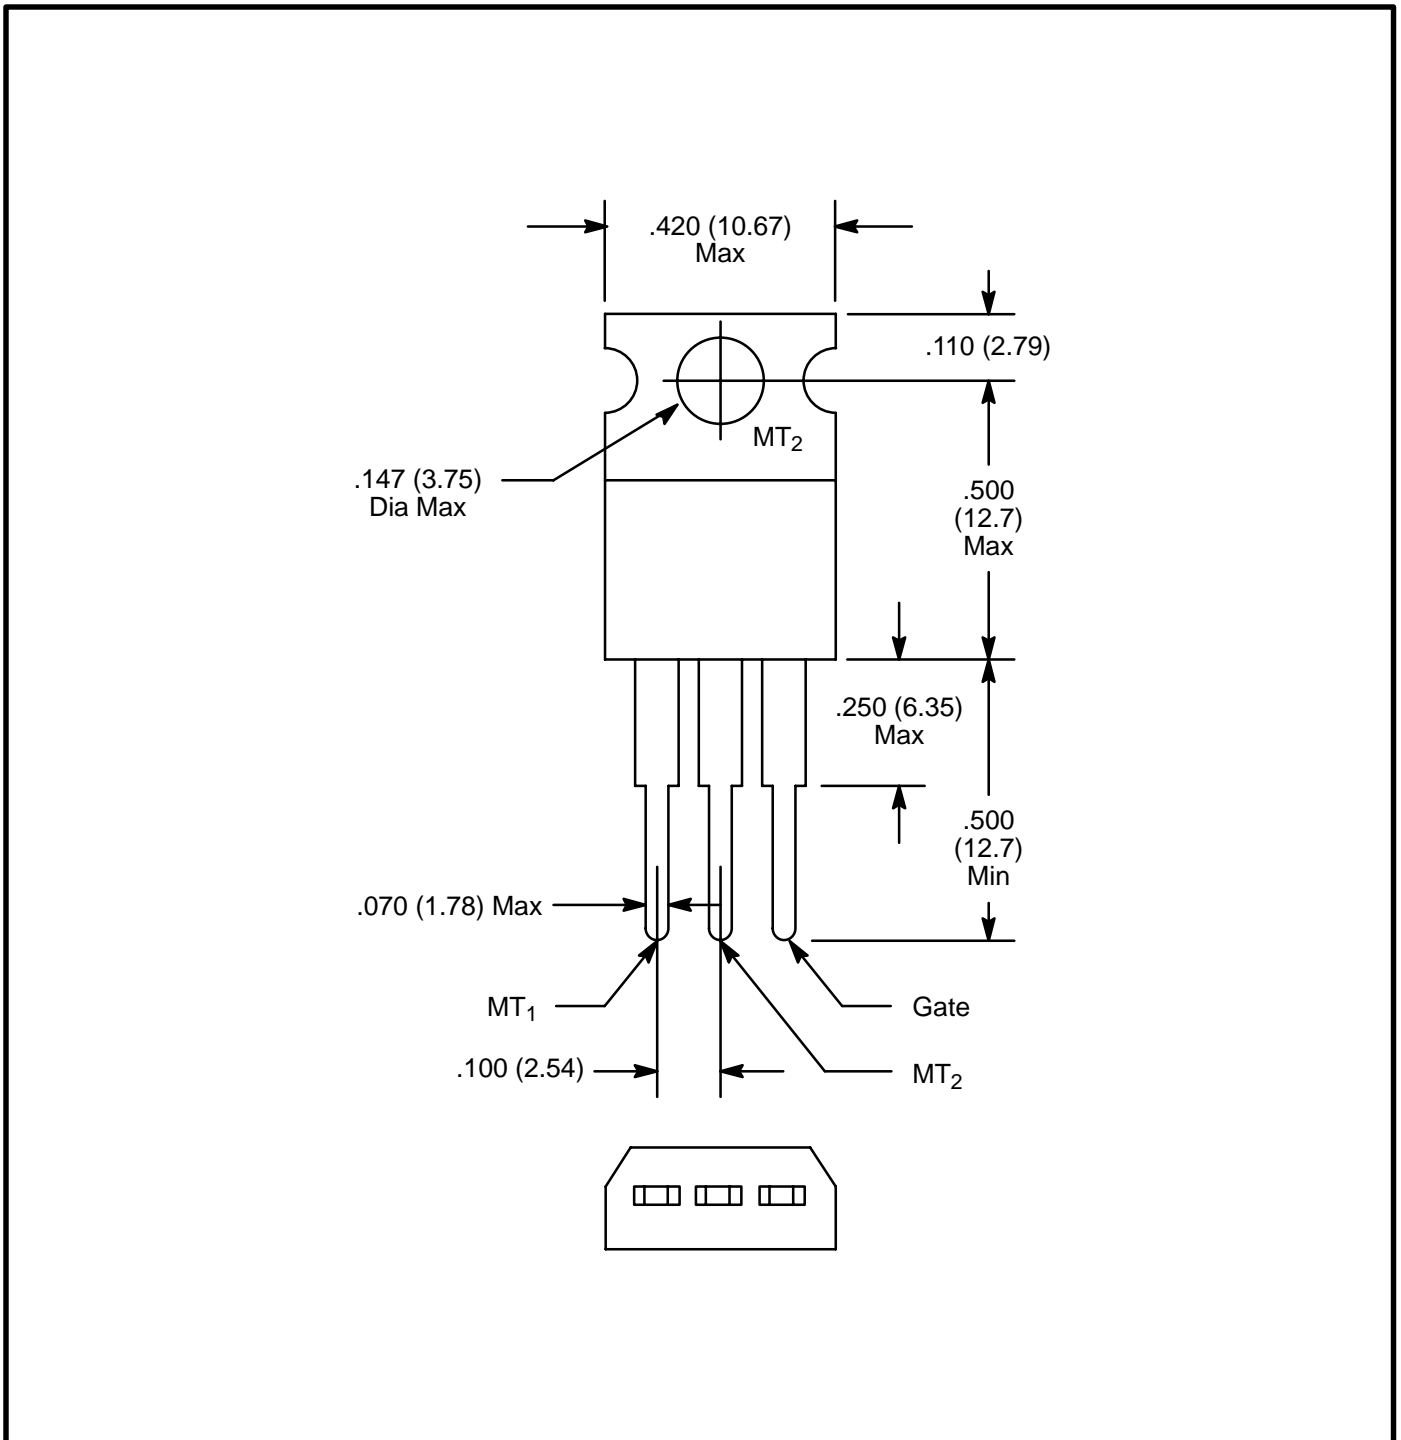 .420 (10.67)
Max
.110 (2.79)
MT₂
.147 (3.75)
Dia Max
.500
(12.7)
Max
.250 (6.35)
Max
.500
(12.7)
Min
.070 (1.78) Max
MT₁
Gate
.100 (2.54)
MT₂